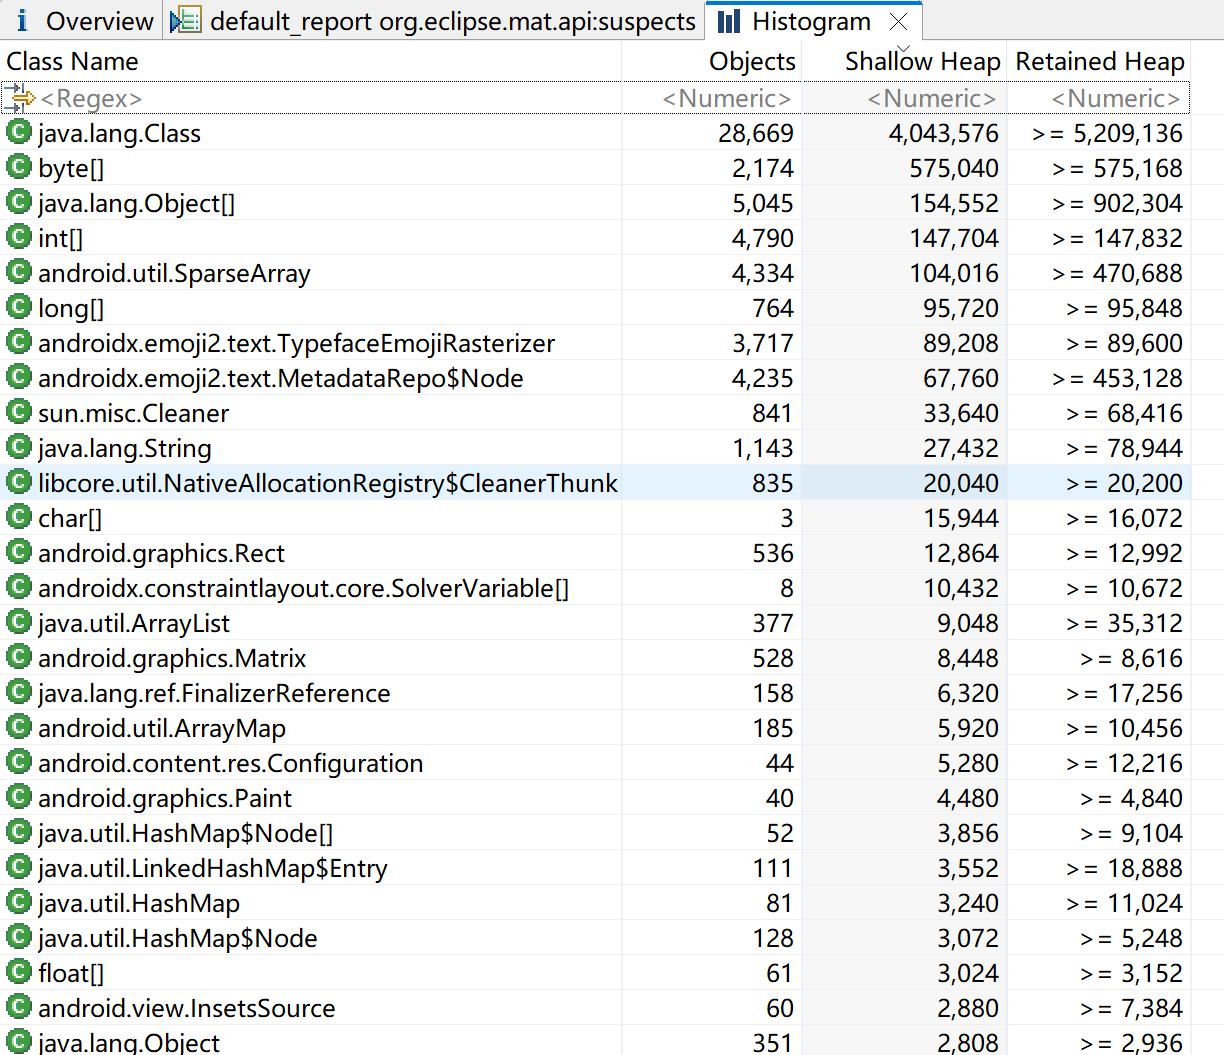 i Overview default_report org.eclipse.mat.api:suspects Histogram
Class Name Objects Shallow Heap Retained Heap
<Regex> <Numeric> <Numeric> <Numeric>
java.lang.Class 28,669 4,043,576 >= 5,209,136
byte[] 2,174 575,040 >= 575,168
java.lang.Object[] 5,045 154,552 >= 902,304
int[] 4,790 147,704 >= 147,832
android.util.SparseArray 4,334 104,016 >= 470,688
long[] 764 95,720 >= 95,848
androidx.emoji2.text.TypefaceEmojiRasterizer 3,717 89,208 >= 89,600
androidx.emoji2.text.MetadataRepo$Node 4,235 67,760 >= 453,128
sun.misc.Cleaner 841 33,640 >= 68,416
java.lang.String 1,143 27,432 >= 78,944
libcore.util.NativeAllocationRegistry$CleanerThunk 835 20,040 >= 20,200
char[] 3 15,944 >= 16,072
android.graphics.Rect 536 12,864 >= 12,992
androidx.constraintlayout.core.SolverVariable[] 8 10,432 >= 10,672
java.util.ArrayList 377 9,048 >= 35,312
android.graphics.Matrix 528 8,448 >= 8,616
java.lang.ref.FinalizerReference 158 6,320 >= 17,256
android.util.ArrayMap 185 5,920 >= 10,456
android.content.res.Configuration 44 5,280 >= 12,216
android.graphics.Paint 40 4,480 >= 4,840
java.util.HashMap$Node[] 52 3,856 >= 9,104
java.util.LinkedHashMap$Entry 111 3,552 >= 18,888
java.util.HashMap 81 3,240 >= 11,024
java.util.HashMap$Node 128 3,072 >= 5,248
float[] 61 3,024 >= 3,152
android.view.InsetsSource 60 2,880 >= 7,384
java.lang.Object 351 2,808 >= 2,936